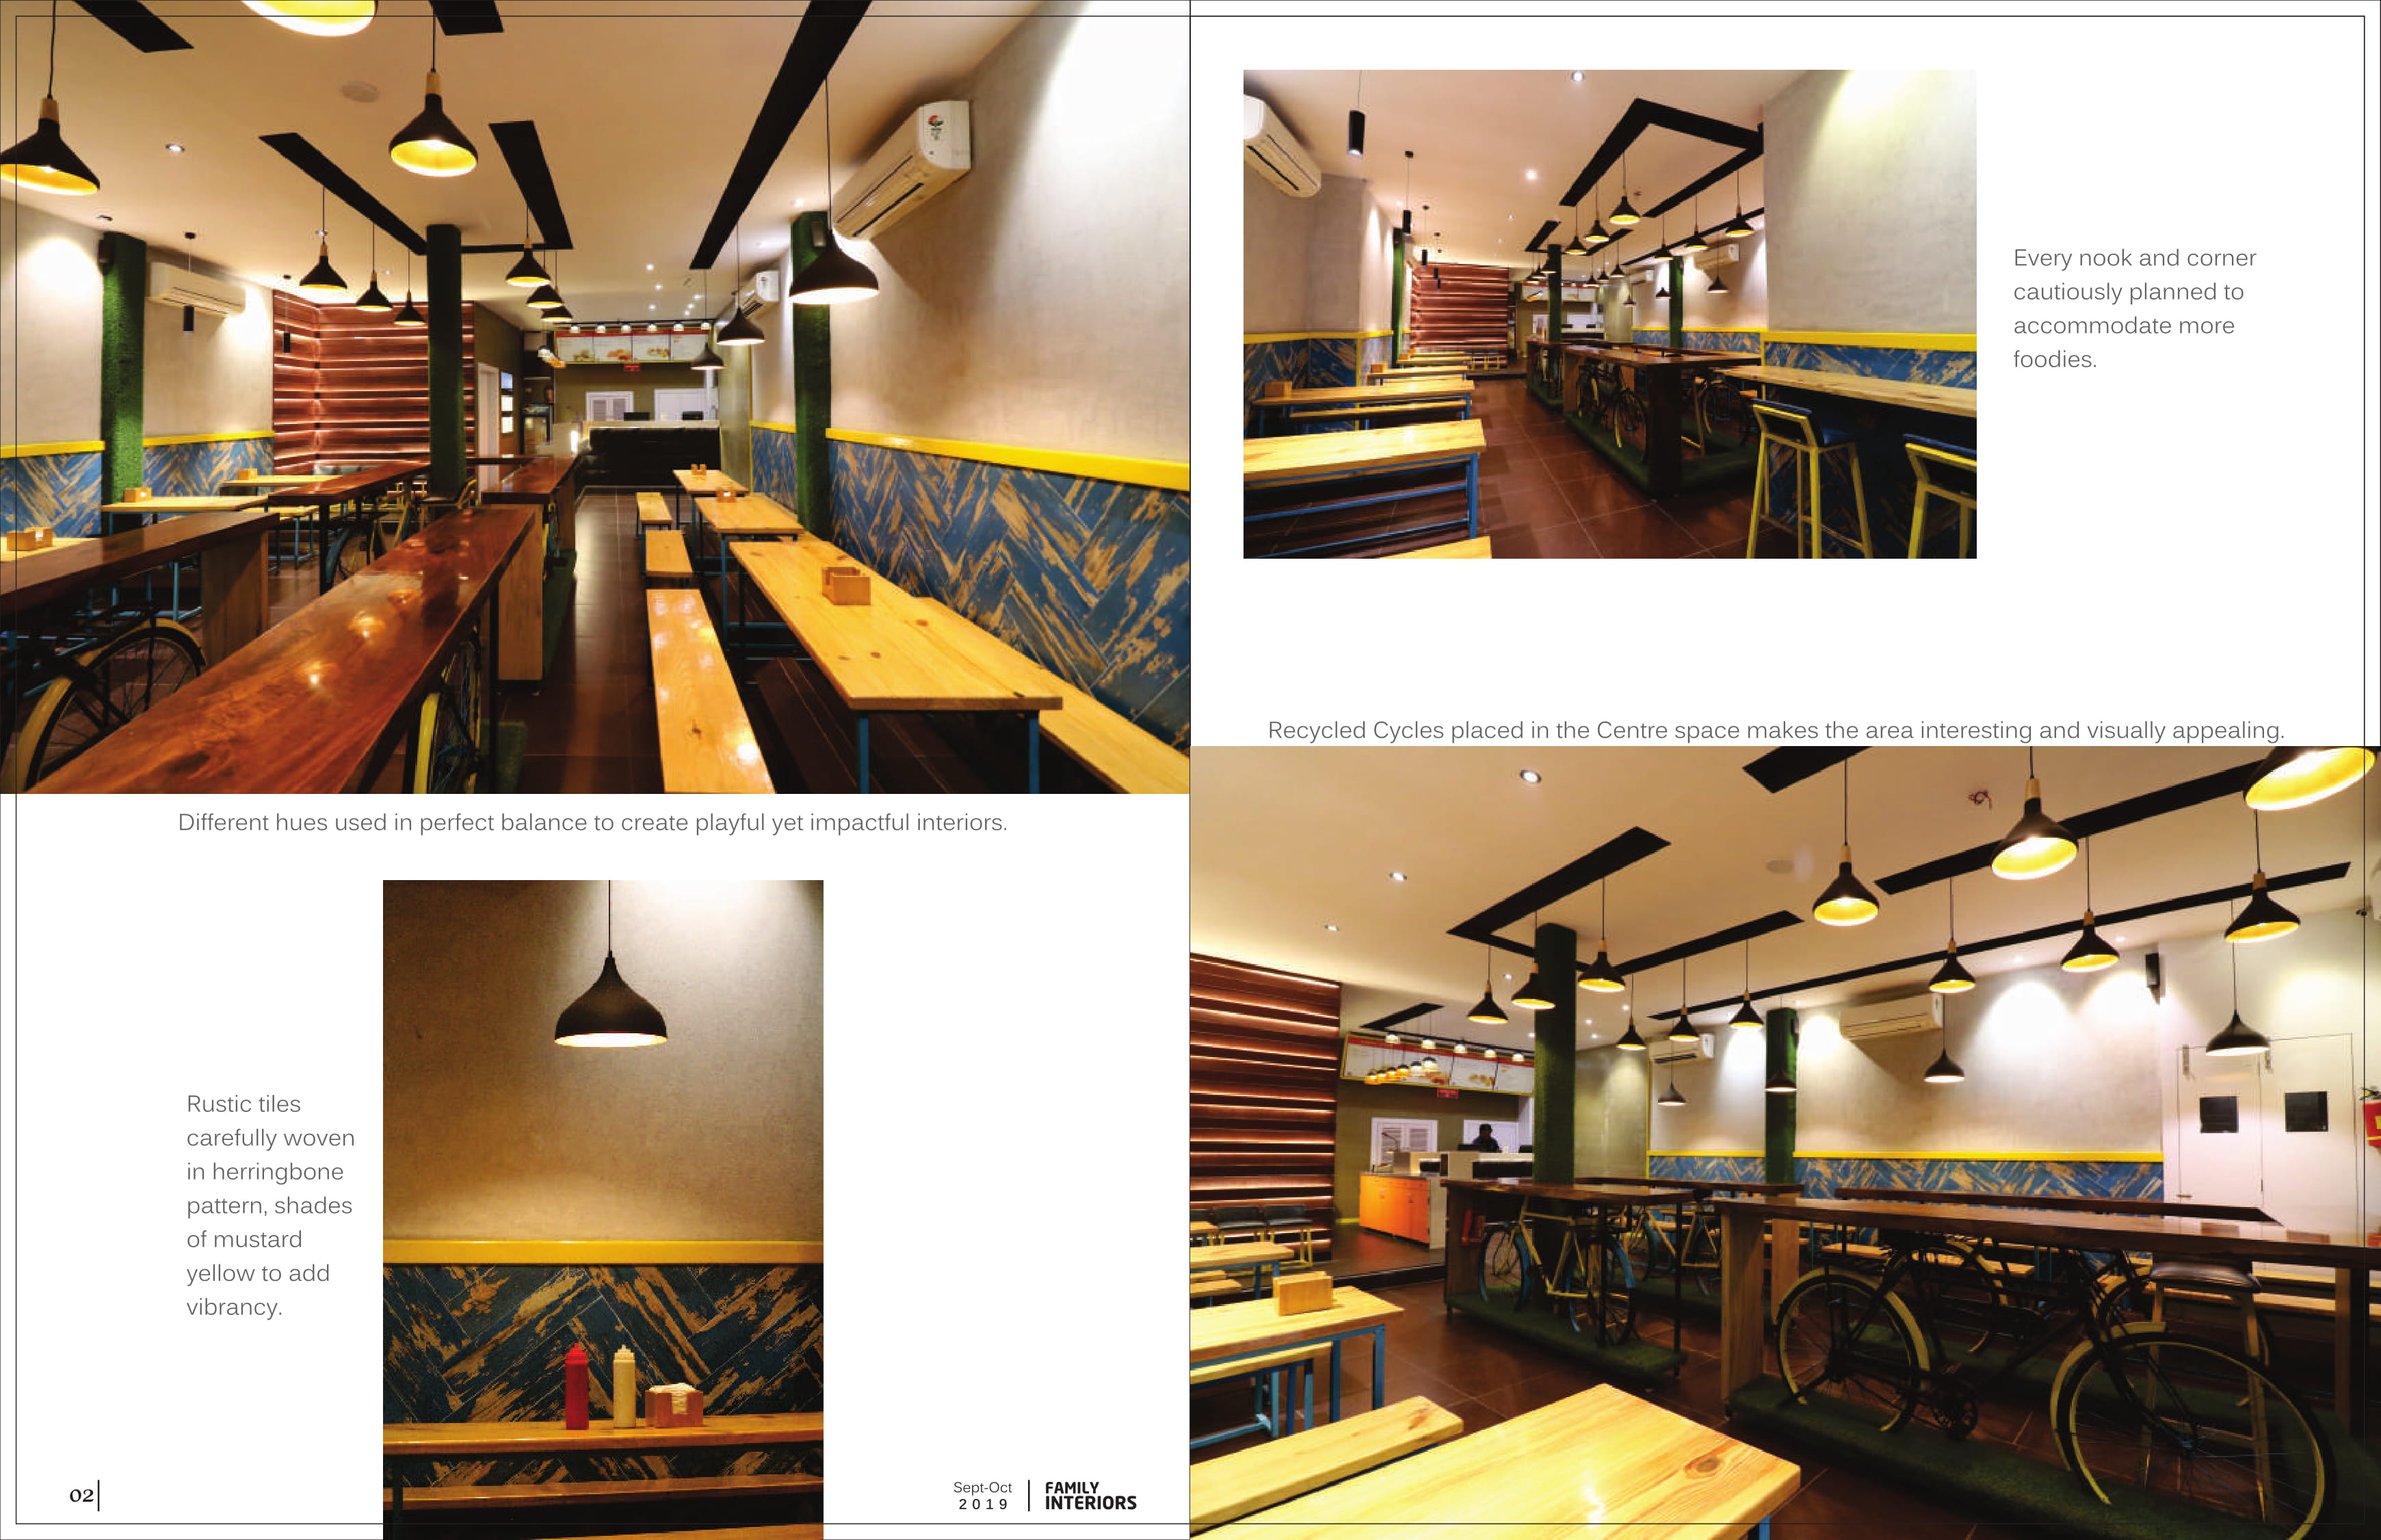 Different hues used in perfect balance to create playful yet impactful interiors.
Rustic tiles
carefully woven
in herringbone
pattern, shades
of mustard
yellow to add
vibrancy.
02
Sept-Oct
2019
FAMILY
INTERIORS
Every nook and corner
cautiously planned to
accommodate more
foodies.
Recycled Cycles placed in the Centre space makes the area interesting and visually appealing.